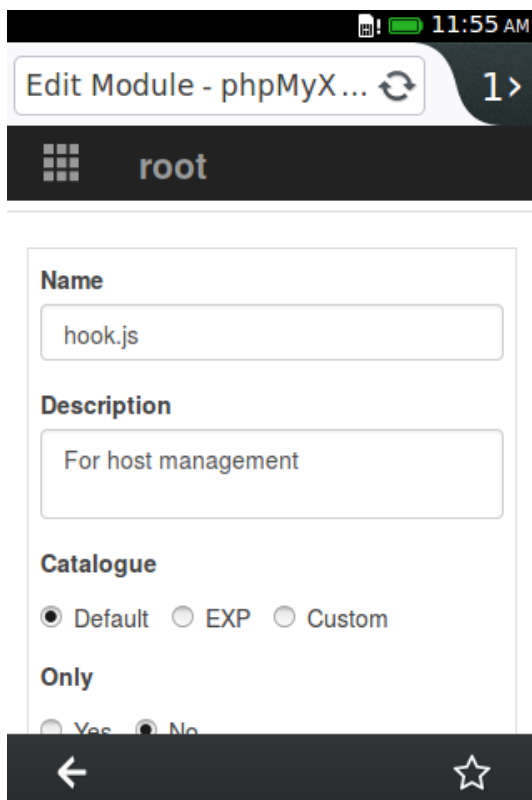 11:55 AM
Edit Module - phpMyX...
1>
root
Name
hook.js
Description
For host management
Catalogue
Default EXP Custom
Only
Yes No